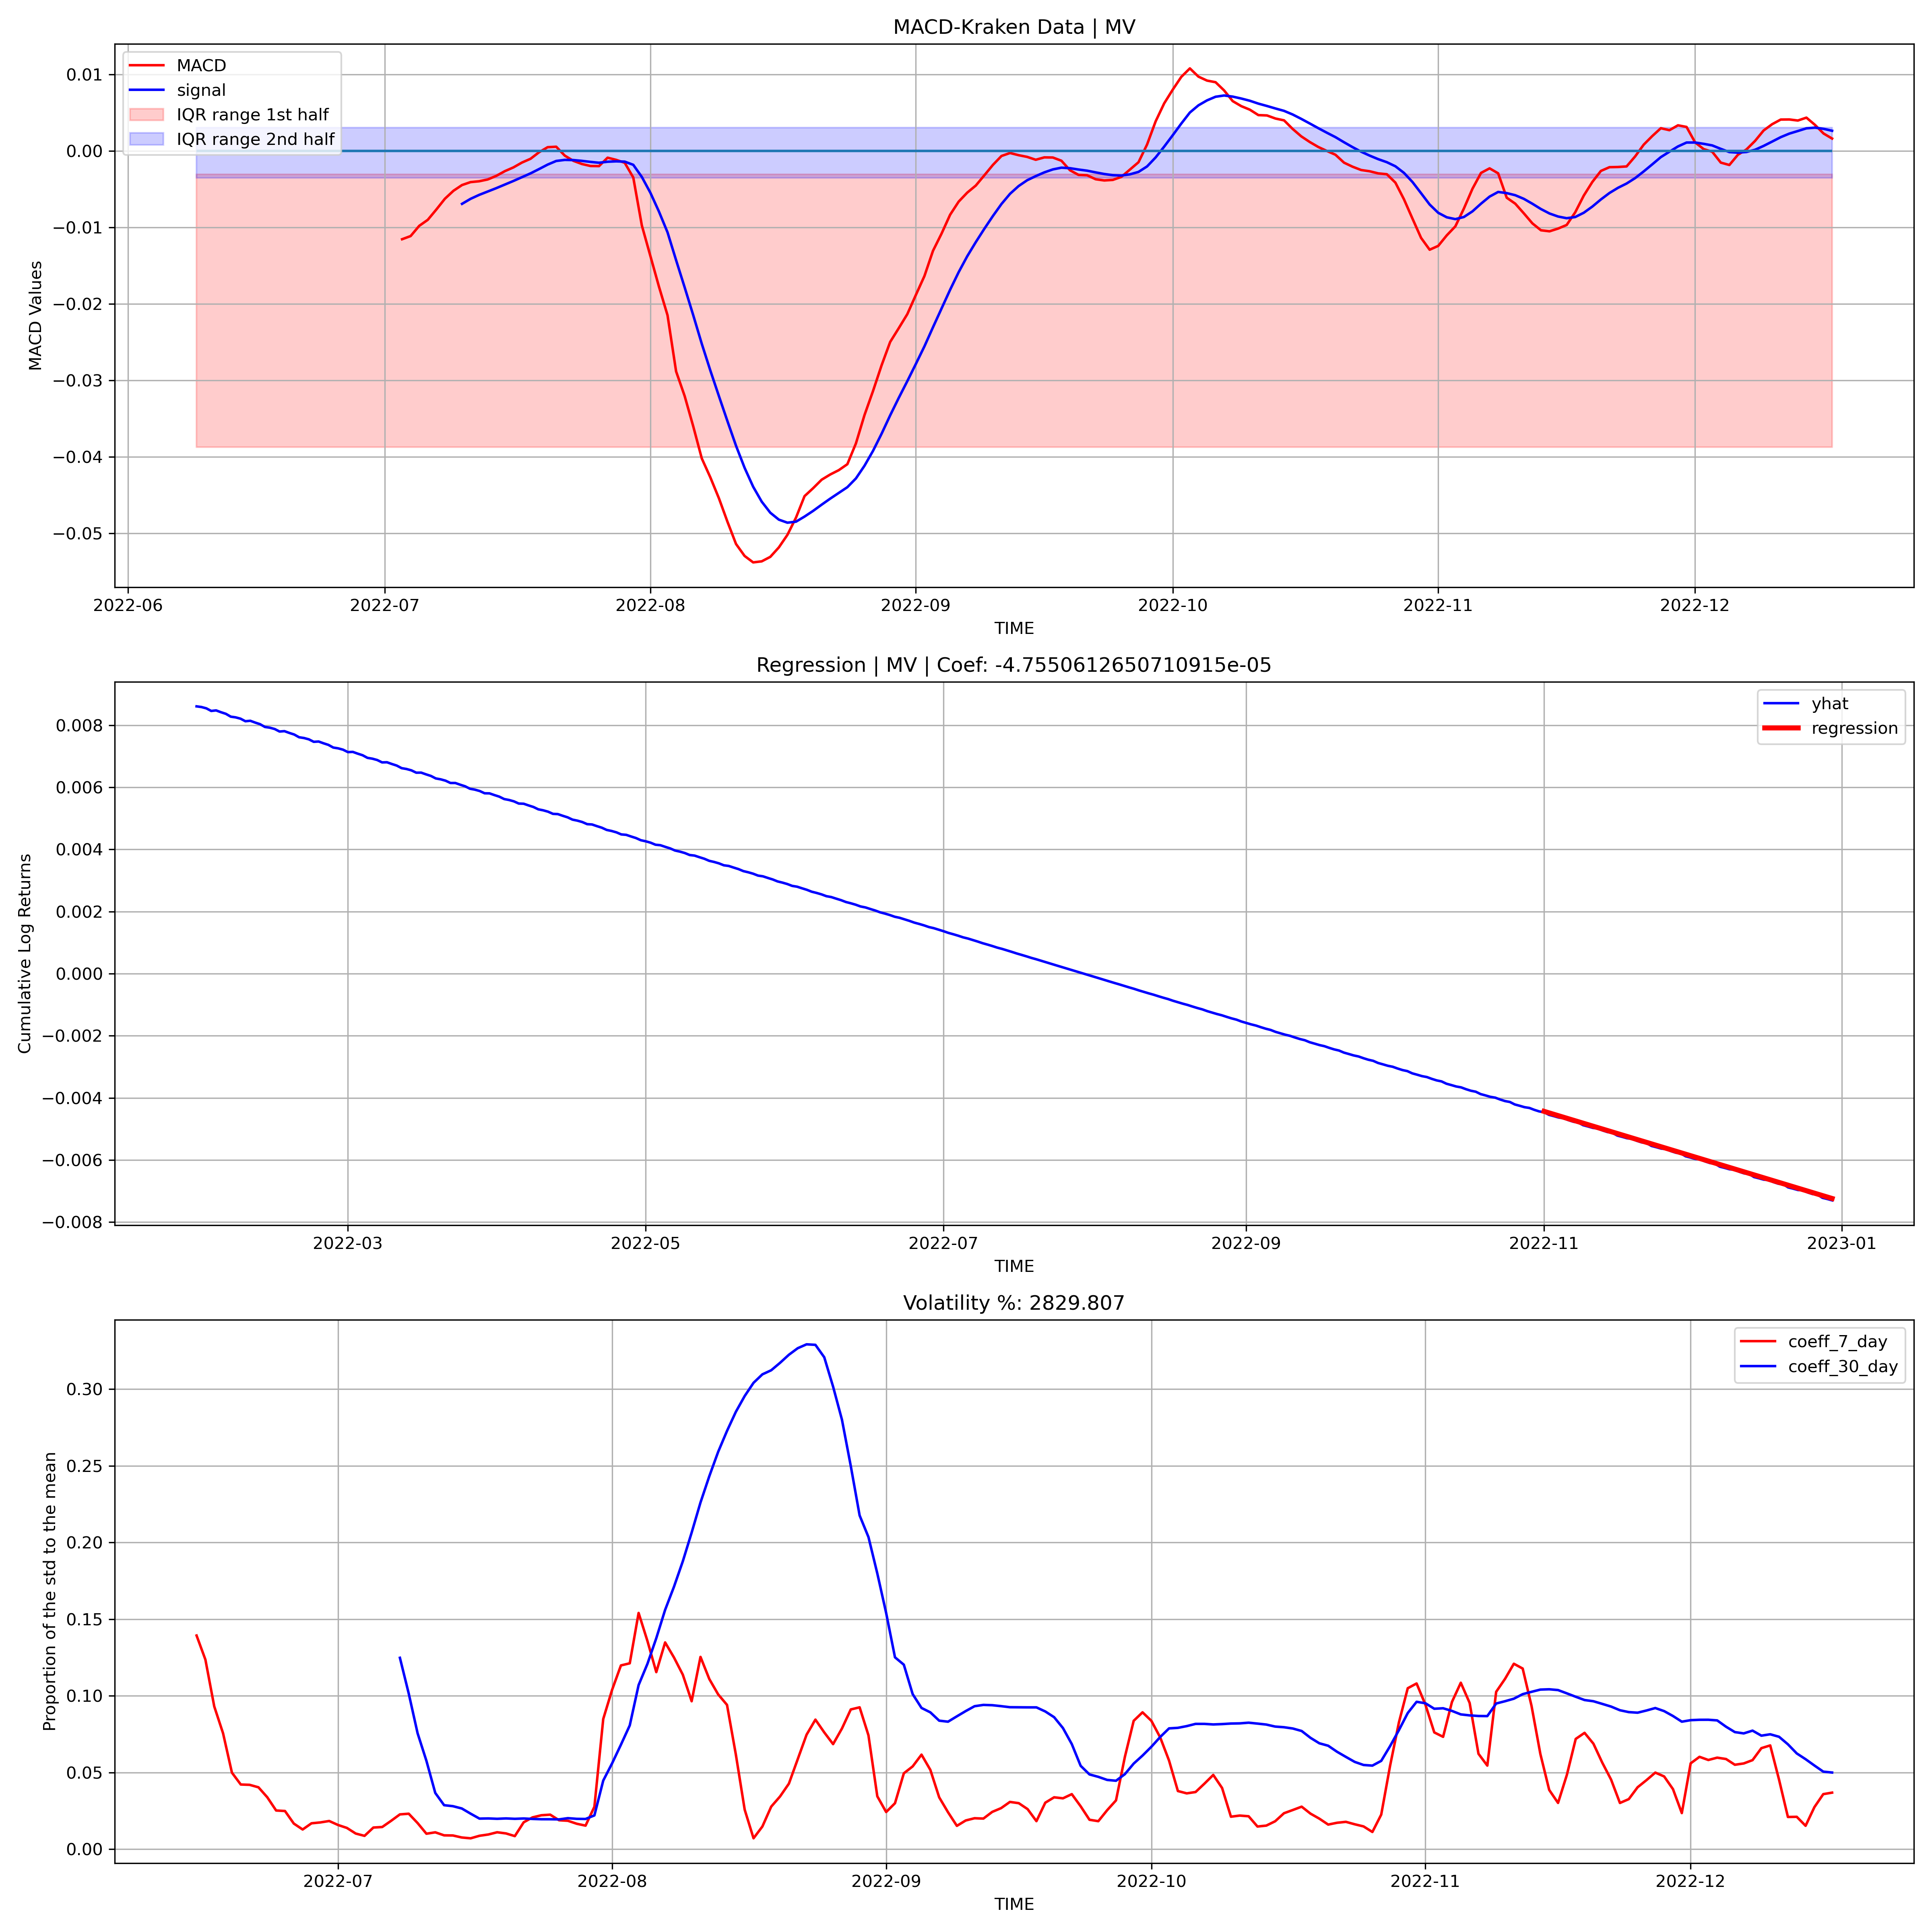 MACD-Kraken Data | MV
MACD
signal
IQR range 1st half
IQR range 2nd half
MACD Values
0.01
0.00
−0.01
−0.02
−0.03
−0.04
−0.05
2022-06 2022-07 2022-08 2022-09 2022-10 2022-11 2022-12
TIME
Regression | MV | Coef: -4.7550612650710915e-05
yhat
regression
Cumulative Log Returns
0.008
0.006
0.004
0.002
0.000
−0.002
−0.004
−0.006
−0.008
2022-03 2022-05 2022-07 2022-09 2022-11 2023-01
TIME
Volatility %: 2829.807
coeff_7_day
coeff_30_day
Proportion of the std to the mean
0.30
0.25
0.20
0.15
0.10
0.05
0.00
2022-07 2022-08 2022-09 2022-10 2022-11 2022-12
TIME